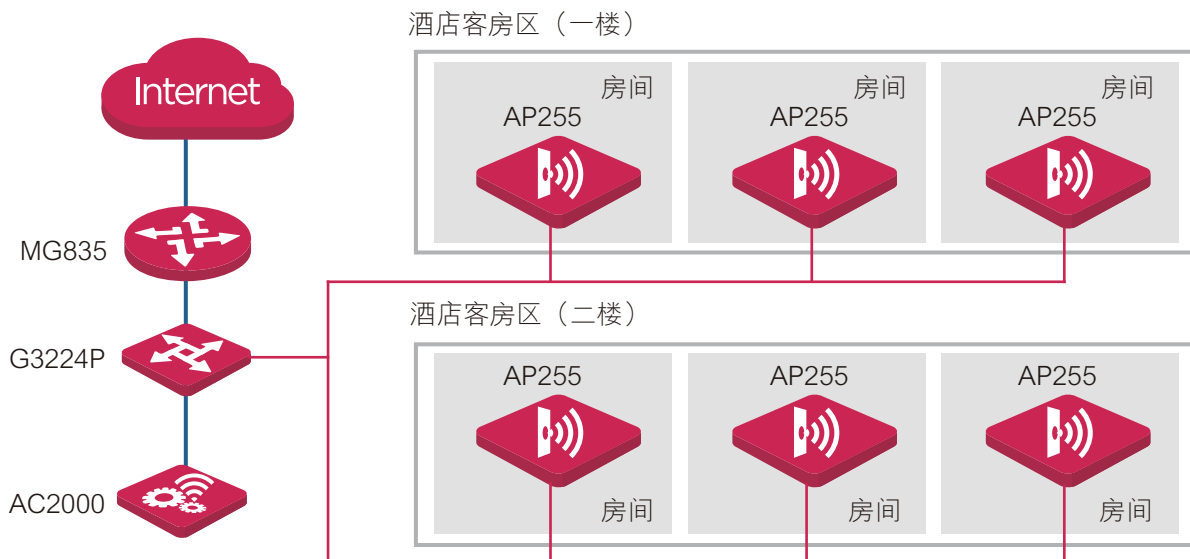 酒店客房区（一楼）
Internet
房间
房间
房间
AP255
AP255
AP255
MG835
酒店客房区（二楼）
G3224P
AP255
AP255
AP255
AC2000
房间
房间
房间